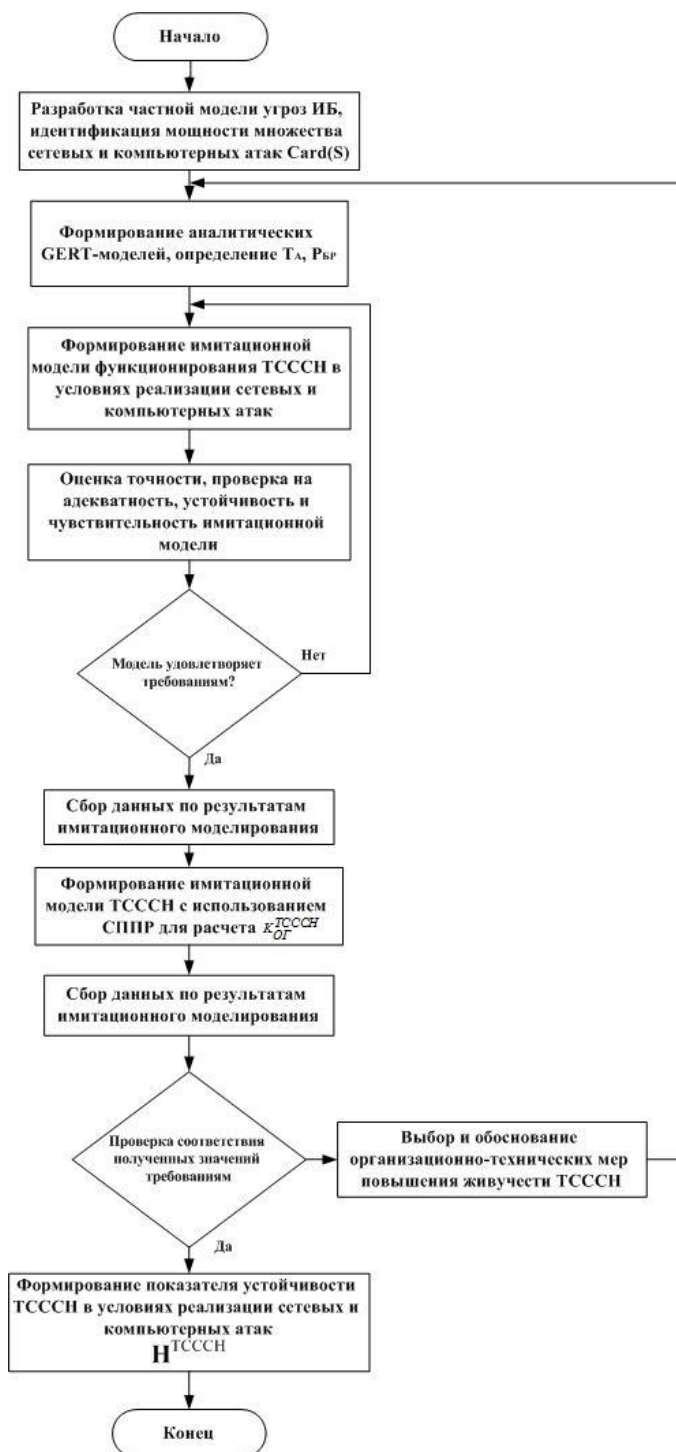 Начало
Разработка частной модели угроз ИБ,
идентификация мощности множества
сетевых и компьютерных атак Card(S)
Формирование аналитических
GERT-моделей, определение TА, PБР
Формирование имитационной
модели функционирования ТСССН в
условиях реализации сетевых и
компьютерных атак
Оценка точности, проверка на
адекватность, устойчивость и
чувствительность имитационной
модели
Модель удовлетворяет
требованиям?
Нет
Да
Сбор данных по результатам
имитационного моделирования
Формирование имитационной
модели ТСССН с использованием
СППР для расчета KОГ^ТСССН
Сбор данных по результатам
имитационного моделирования
Проверка соответствия
полученных значений
требованиям
Выбор и обоснование
организационно-технических мер
повышения живучести ТСССН
Да
Формирование показателя устойчивости
ТСССН в условиях реализации сетевых и
компьютерных атак
H^ТСССН
Конец